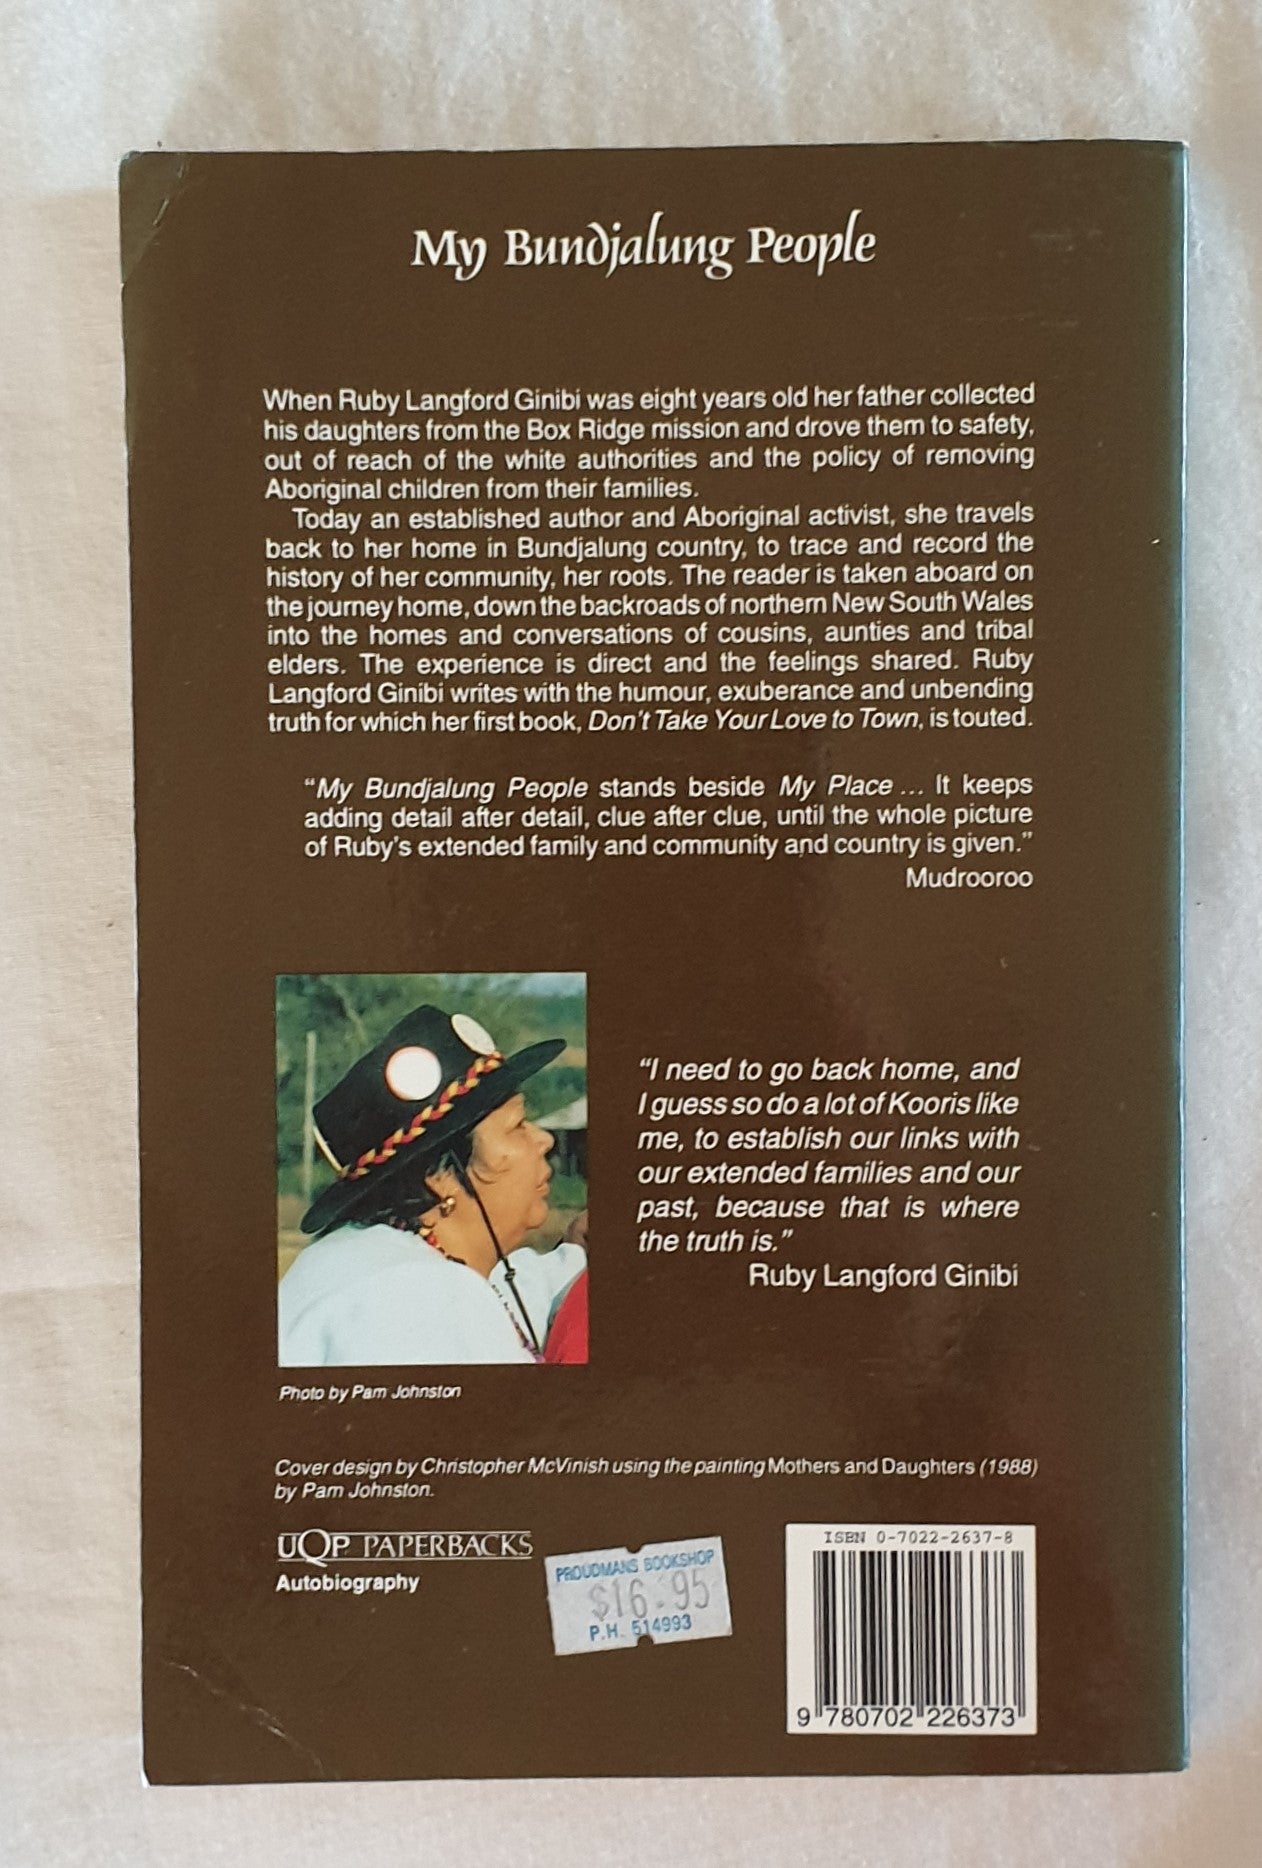 My Bundjalung People
When Ruby Langford Ginibi was eight years old her father collected
his daughters from the Box Ridge mission and drove them to safety,
out of reach of the white authorities and the policy of removing
Aboriginal children from their families.
Today an established author and Aboriginal activist, she travels
back to her home in Bundjalung country, to trace and record the
history of her community, her roots. The reader is taken aboard on
the journey home, down the backroads of northern New South Wales
into the homes and conversations of cousins, aunties and tribal
elders. The experience is direct and the feelings shared. Ruby
Langford Ginibi writes with the humour, exuberance and unbending
truth for which her first book, Don't Take Your Love to Town, is touted.
"My Bundjalung People stands beside My Place ... It keeps
adding detail after detail, clue after clue, until the whole picture
of Ruby's extended family and community and country is given."
Mudrooroo
"I need to go back home, and
I guess so do a lot of Kooris like
me, to establish our links with
our extended families and our
past, because that is where
the truth is."
Ruby Langford Ginibi
Photo by Pam Johnston
Cover design by Christopher McVinish using the painting Mothers and Daughters (1988)
by Pam Johnston.
UQP PAPERBACKS
Autobiography
PROUDMANS BOOKSHOP
$16.95
P.H. 514993
ISBN 0-7022-2637-8
9 780702 226373